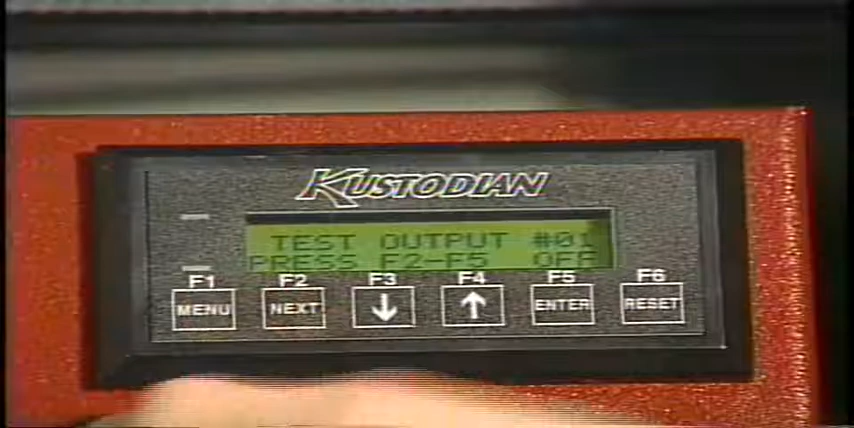 KUSTODIAN
TEST OUTPUT #01
PRESS F2-F5 OFF
F1 F2 F3 F4 F5 F6
MENU NEXT ↓ ↑ ENTER RESET